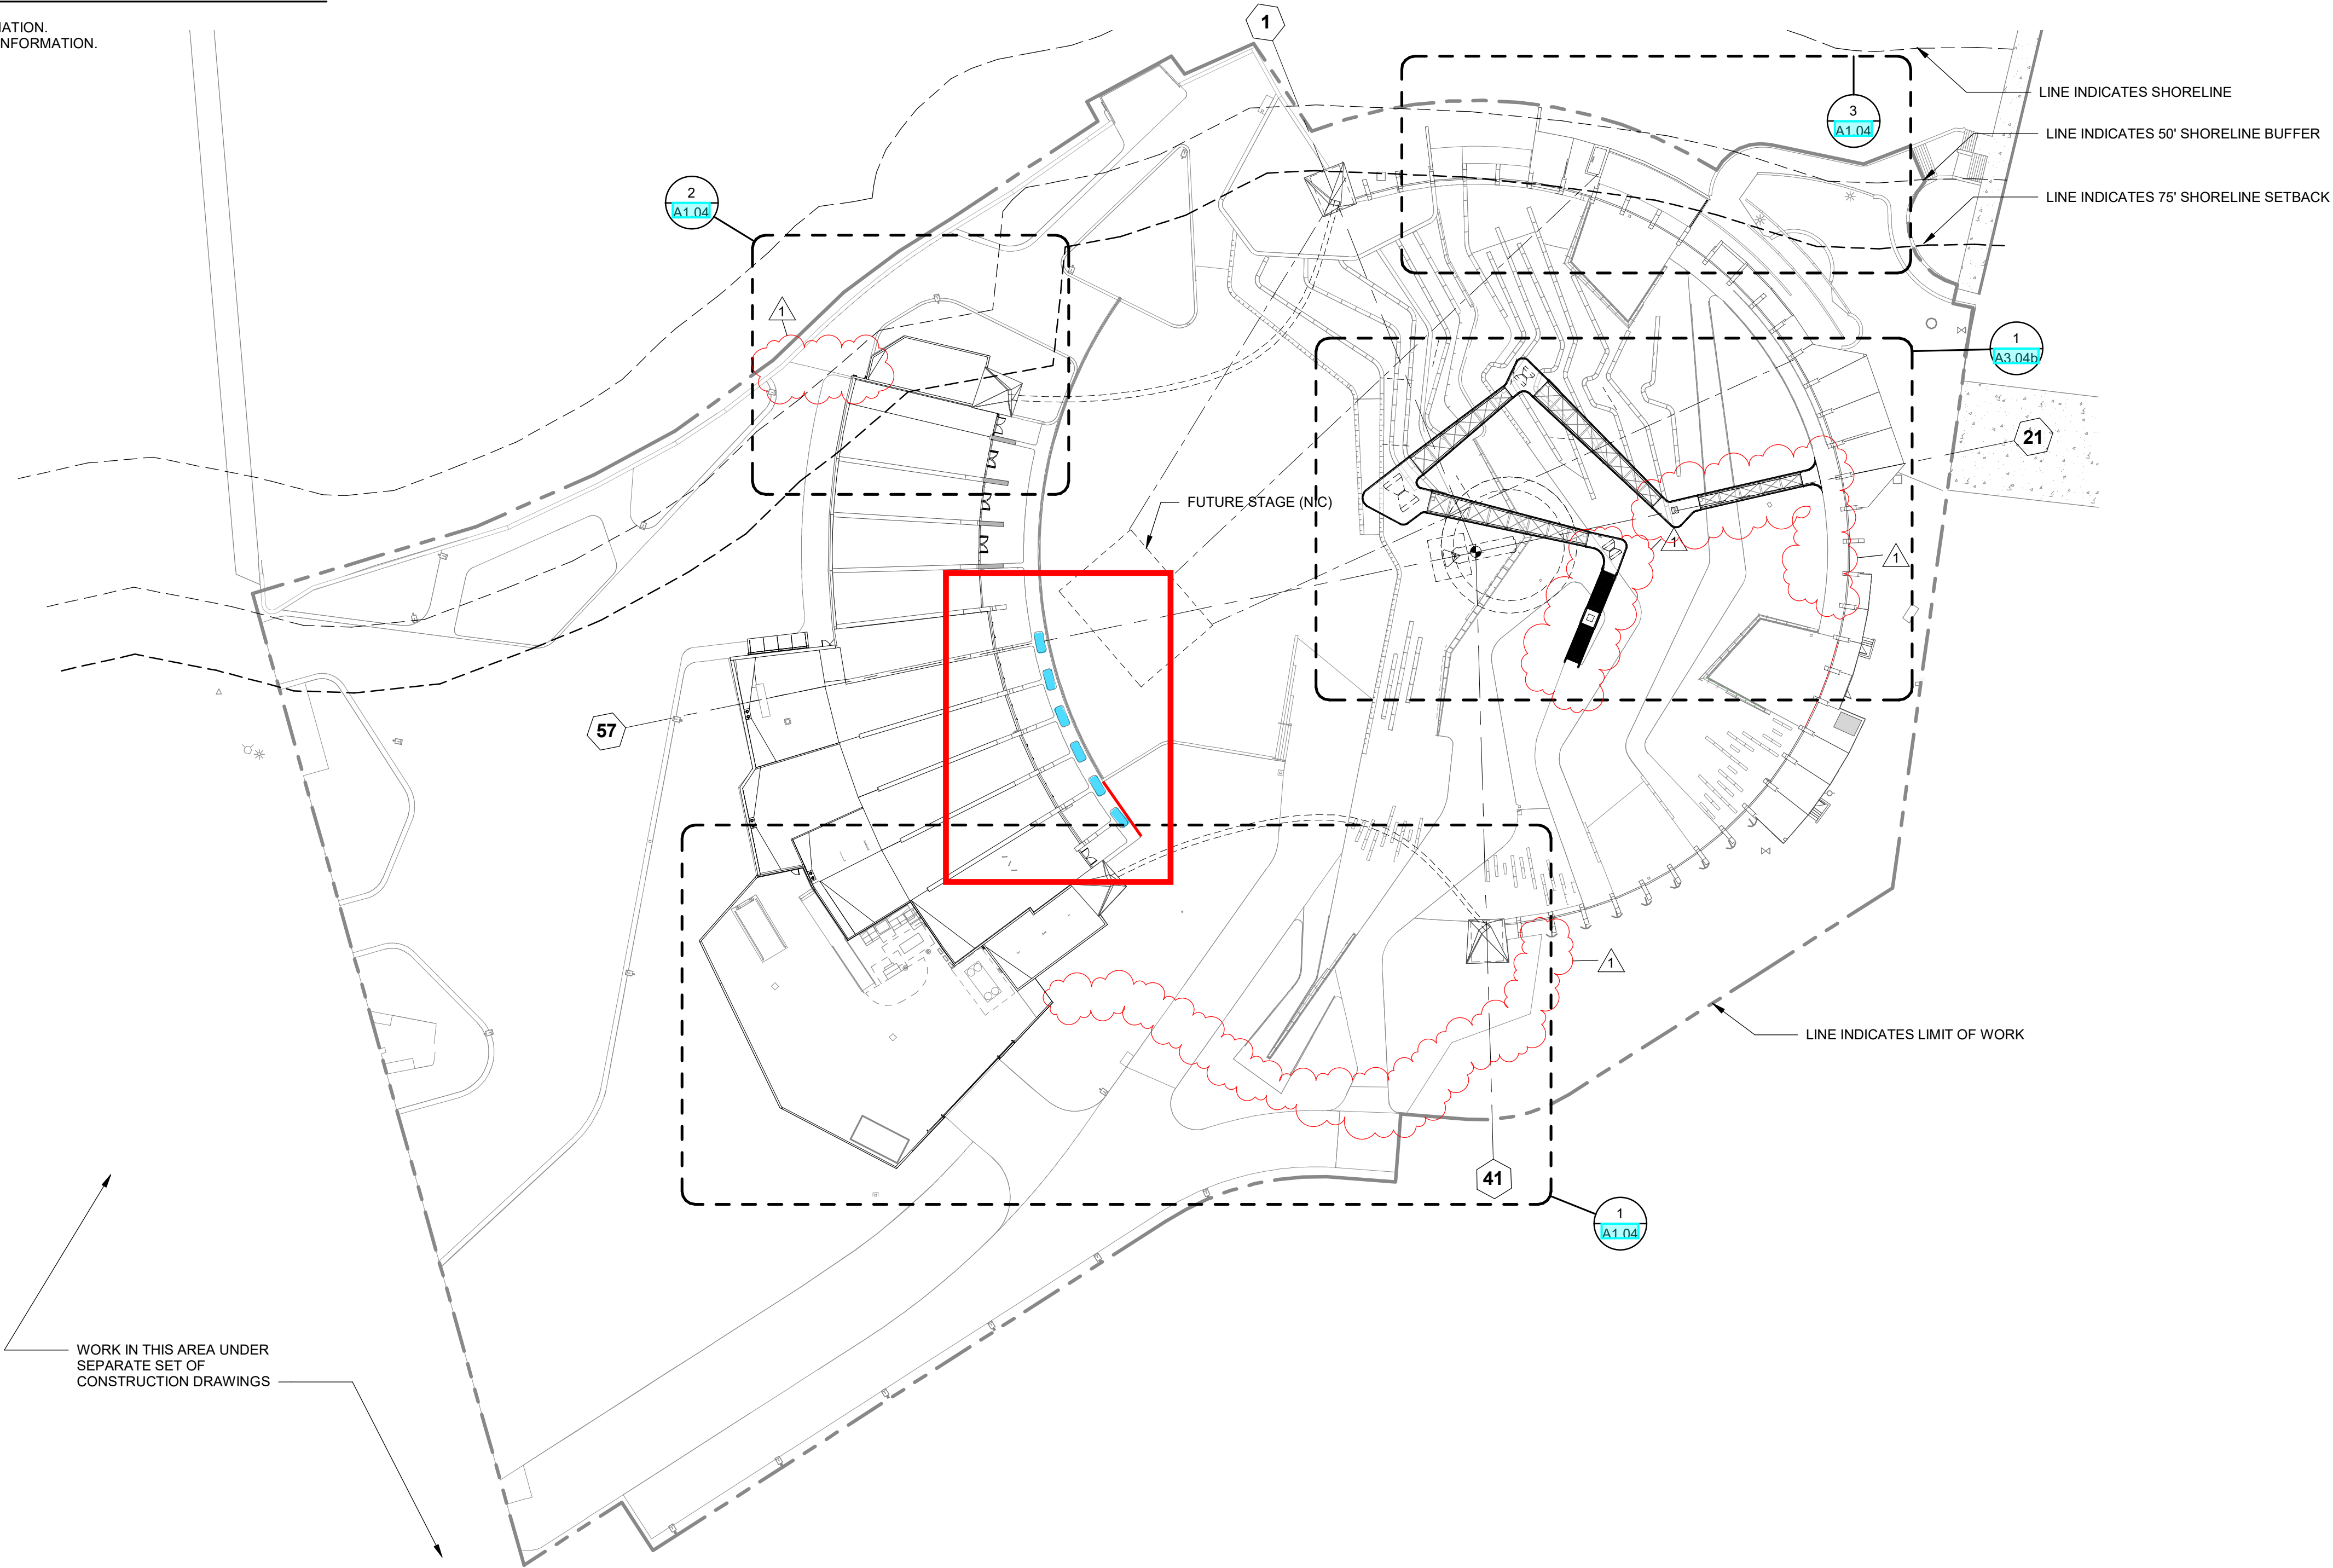 MATION.
NFORMATION.
1
LINE INDICATES SHORELINE
3
A1.04
LINE INDICATES 50' SHORELINE BUFFER
2
A1.04
LINE INDICATES 75' SHORELINE SETBACK
1
1
A3.04b
21
FUTURE STAGE (NIC)
1
1
57
1
LINE INDICATES LIMIT OF WORK
41
1
A1.04
WORK IN THIS AREA UNDER
SEPARATE SET OF
CONSTRUCTION DRAWINGS